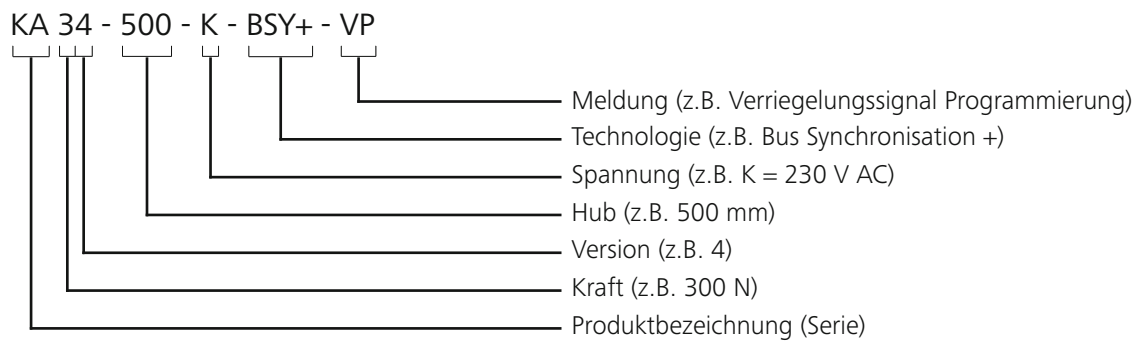 KA 34 - 500 - K - BSY+ - VP
Meldung (z.B. Verriegelungssignal Programmierung)
Technologie (z.B. Bus Synchronisation +)
Spannung (z.B. K = 230 V AC)
Hub (z.B. 500 mm)
Version (z.B. 4)
Kraft (z.B. 300 N)
Produktbezeichnung (Serie)